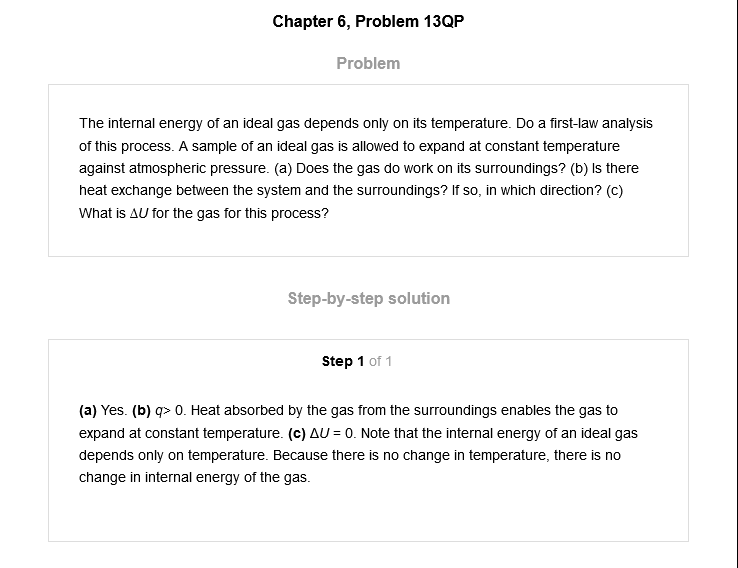 Chapter 6, Problem 13QP
Problem
The internal energy of an ideal gas depends only on its temperature. Do a first-law analysis
of this process. A sample of an ideal gas is allowed to expand at constant temperature
against atmospheric pressure. (a) Does the gas do work on its surroundings? (b) Is there
heat exchange between the system and the surroundings? If so, in which direction? (c)
What is ΔU for the gas for this process?
Step-by-step solution
Step 1 of 1
(a) Yes. (b) q> 0. Heat absorbed by the gas from the surroundings enables the gas to
expand at constant temperature. (c) ΔU = 0. Note that the internal energy of an ideal gas
depends only on temperature. Because there is no change in temperature, there is no
change in internal energy of the gas.